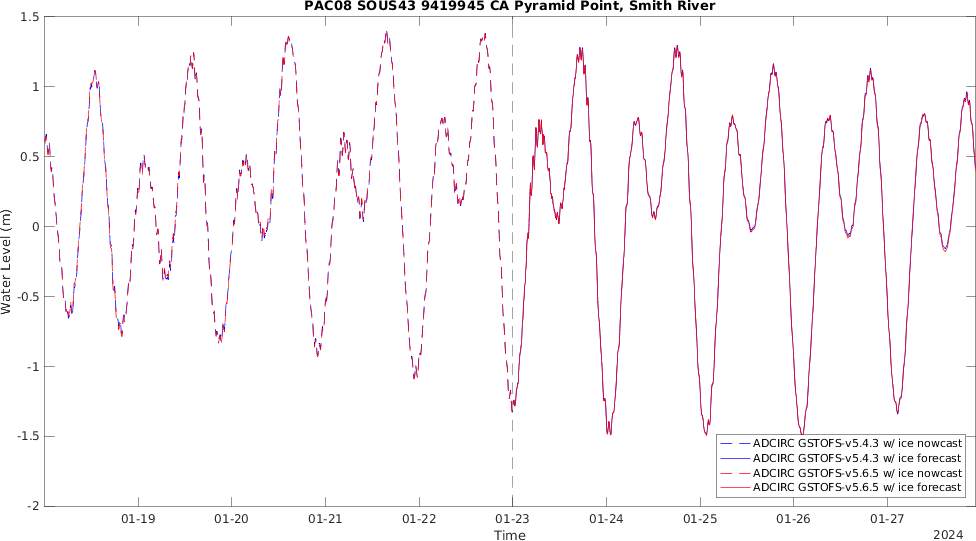 PAC08 SOUS43 9419945 CA Pyramid Point, Smith River
1.5
1
0.5
0
-0.5
-1
-1.5
-2
Water Level (m)
ADCIRC GSTOFS-v5.4.3 w/ ice nowcast
ADCIRC GSTOFS-v5.4.3 w/ ice forecast
ADCIRC GSTOFS-v5.6.5 w/ ice nowcast
ADCIRC GSTOFS-v5.6.5 w/ ice forecast
01-19 01-20 01-21 01-22 01-23 01-24 01-25 01-26 01-27
Time
2024